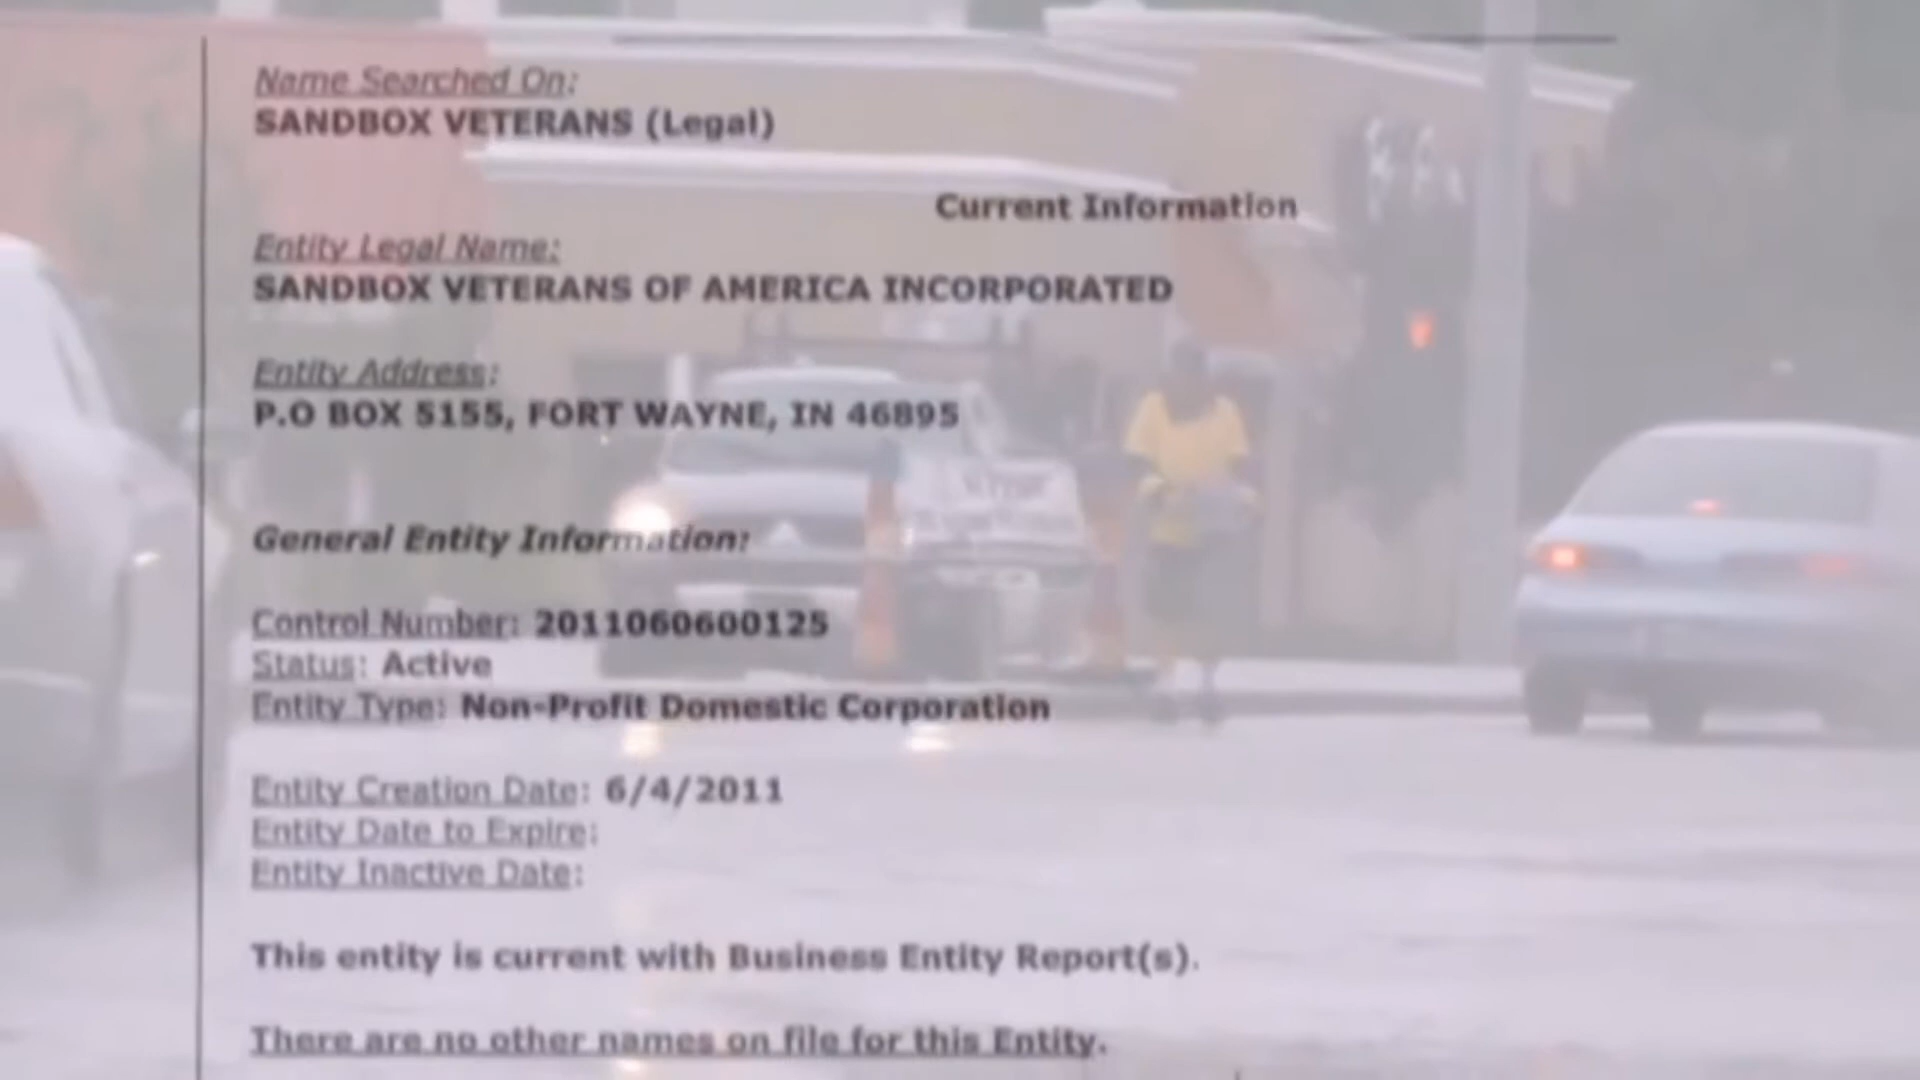 Name Searched On:
SANDBOX VETERANS (Legal)
Current Information
Entity Legal Name:
SANDBOX VETERANS OF AMERICA INCORPORATED
Entity Address:
P.O BOX 5155, FORT WAYNE, IN 46895
General Entity Information:
Control Number: 2011060600125
Status: Active
Entity Type: Non-Profit Domestic Corporation
Entity Creation Date: 6/4/2011
Entity Date to Expire:
Entity Inactive Date:
This entity is current with Business Entity Report(s).
There are no other names on file for this Entity.